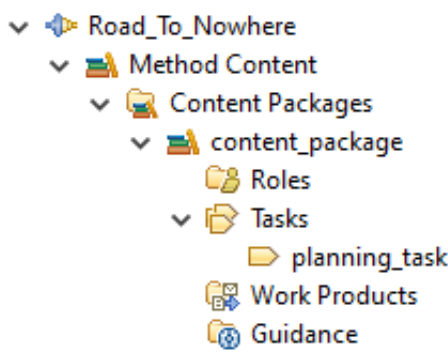 Road_To_Nowhere
Method Content
Content Packages
content_package
Roles
Tasks
planning_task
Work Products
Guidance